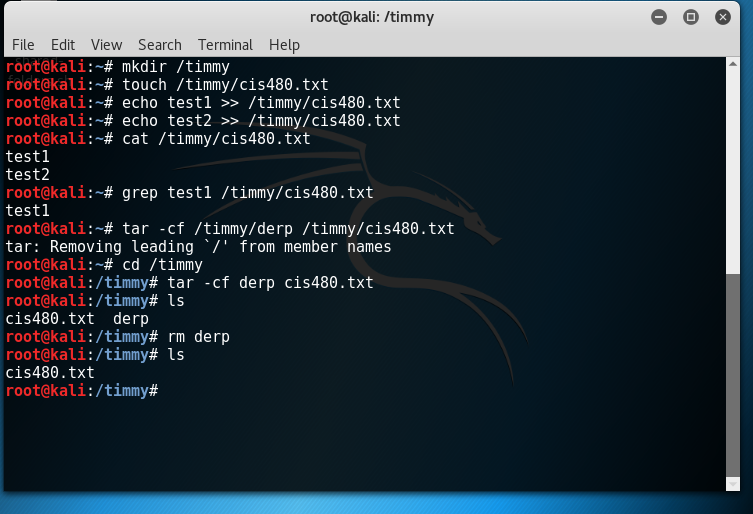 root@kali: /timmy
File Edit View Search Terminal Help
root@kali:~# mkdir /timmy
root@kali:~# touch /timmy/cis480.txt
root@kali:~# echo test1 >> /timmy/cis480.txt
root@kali:~# echo test2 >> /timmy/cis480.txt
root@kali:~# cat /timmy/cis480.txt
test1
test2
root@kali:~# grep test1 /timmy/cis480.txt
test1
root@kali:~# tar -cf /timmy/derp /timmy/cis480.txt
tar: Removing leading `/' from member names
root@kali:~# cd /timmy
root@kali:/timmy# tar -cf derp cis480.txt
root@kali:/timmy# ls
cis480.txt  derp
root@kali:/timmy# rm derp
root@kali:/timmy# ls
cis480.txt
root@kali:/timmy#